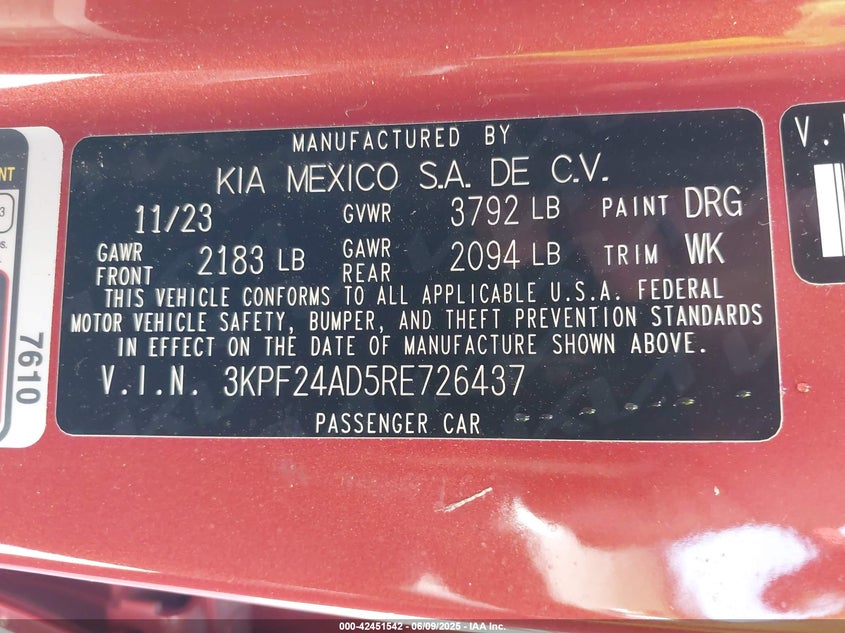 MANUFACTURED BY
KIA MEXICO S.A. DE C.V.
11/23 GVWR 3792 LB PAINT DRG
GAWR FRONT 2183 LB GAWR REAR 2094 LB TRIM WK
THIS VEHICLE CONFORMS TO ALL APPLICABLE U.S.A. FEDERAL
MOTOR VEHICLE SAFETY, BUMPER, AND THEFT PREVENTION STANDARDS
IN EFFECT ON THE DATE OF MANUFACTURE SHOWN ABOVE.
V.I.N. 3KPF24AD5RE726437
PASSENGER CAR
7610
000-42451542 - 06/09/2025 - IAA Inc.